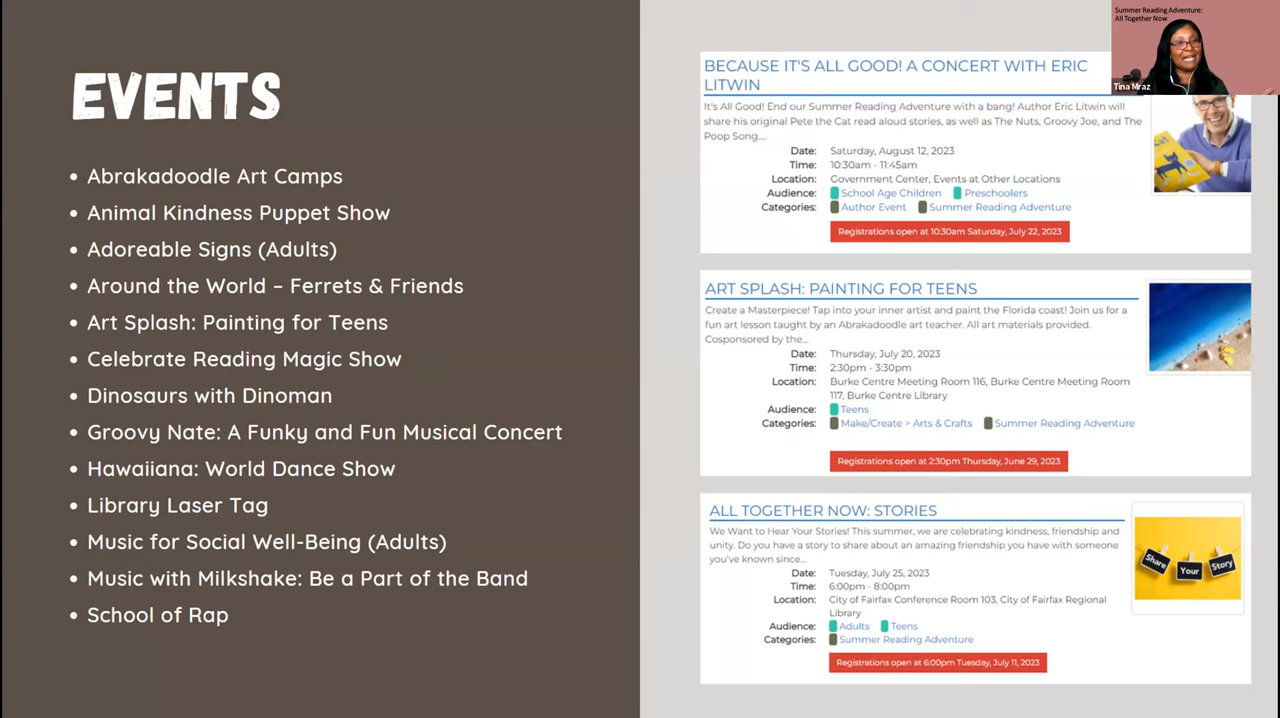 EVENTS
Abrakadoodle Art Camps
Animal Kindness Puppet Show
Adoreable Signs (Adults)
Around the World – Ferrets & Friends
Art Splash: Painting for Teens
Celebrate Reading Magic Show
Dinosaurs with Dinoman
Groovy Nate: A Funky and Fun Musical Concert
Hawaiiana: World Dance Show
Library Laser Tag
Music for Social Well-Being (Adults)
Music with Milkshake: Be a Part of the Band
School of Rap
Summer Reading Adventure:
All Together Now
Tina Mraz
BECAUSE IT'S ALL GOOD! A CONCERT WITH ERIC
LITWIN
It's All Good! End our Summer Reading Adventure with a bang! Author Eric Litwin will
share his original Pete the Cat read aloud stories, as well as The Nuts, Groovy Joe, and The
Poop Song....
Date: Saturday, August 12, 2023
Time: 10:30am - 11:45am
Location: Government Center, Events at Other Locations
Audience: School Age Children Preschoolers
Categories: Author Event Summer Reading Adventure
Registrations open at 10:30am Saturday, July 22, 2023
Cat
ART SPLASH: PAINTING FOR TEENS
Create a Masterpiece! Tap into your inner artist and paint the Florida coast! Join us for a
fun art lesson taught by an Abrakadoodle art teacher. All art materials provided.
Cosponsored by the...
Date: Thursday, July 20, 2023
Time: 2:30pm - 3:30pm
Location: Burke Centre Meeting Room 116, Burke Centre Meeting Room
117, Burke Centre Library
Audience: Teens
Categories: Make/Create > Arts & Crafts Summer Reading Adventure
Registrations open at 2:30pm Thursday, June 29, 2023
ALL TOGETHER NOW: STORIES
We Want to Hear Your Stories! This summer, we are celebrating kindness, friendship and
unity. Do you have a story to share about an amazing friendship you have with someone
you've known since...
Date: Tuesday, July 25, 2023
Time: 6:00pm - 8:00pm
Location: City of Fairfax Conference Room 103, City of Fairfax Regional
Library
Audience: Adults Teens
Categories: Summer Reading Adventure
Registrations open at 6:00pm Tuesday, July 11, 2023
Share Your Story